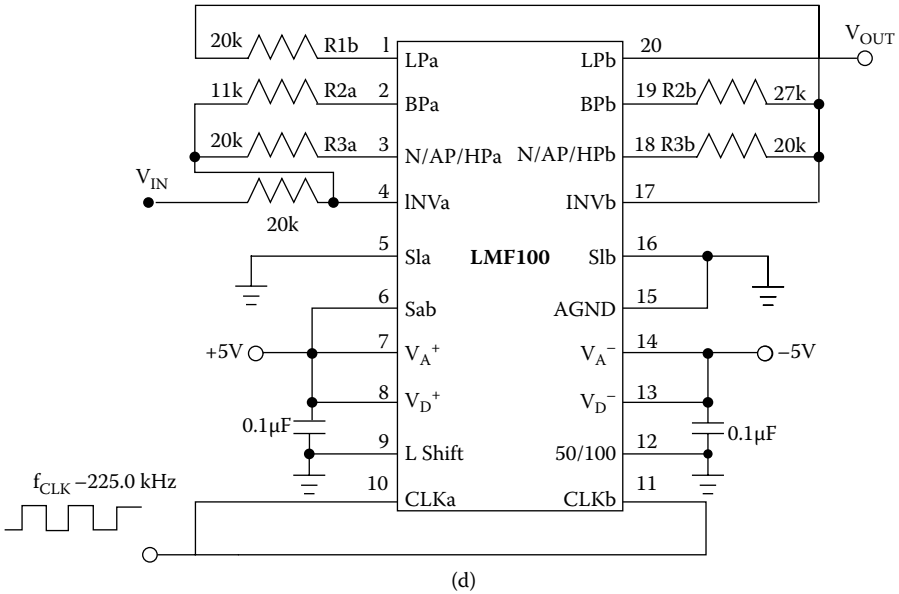 20k R1b 1 LPa LPb 20 V_OUT
11k R2a 2 BPa BPb 19 R2b 27k
20k R3a 3 N/AP/HPa N/AP/HPb 18 R3b 20k
V_IN 20k 4 lNVa INVb 17
5 Sla LMF100 Slb 16
6 Sab AGND 15
+5V 7 V_A+ V_A− 14 −5V
8 V_D+ V_D− 13
0.1µF 9 L Shift 50/100 12 0.1µF
f_CLK −225.0 kHz 10 CLKa CLKb 11
(d)